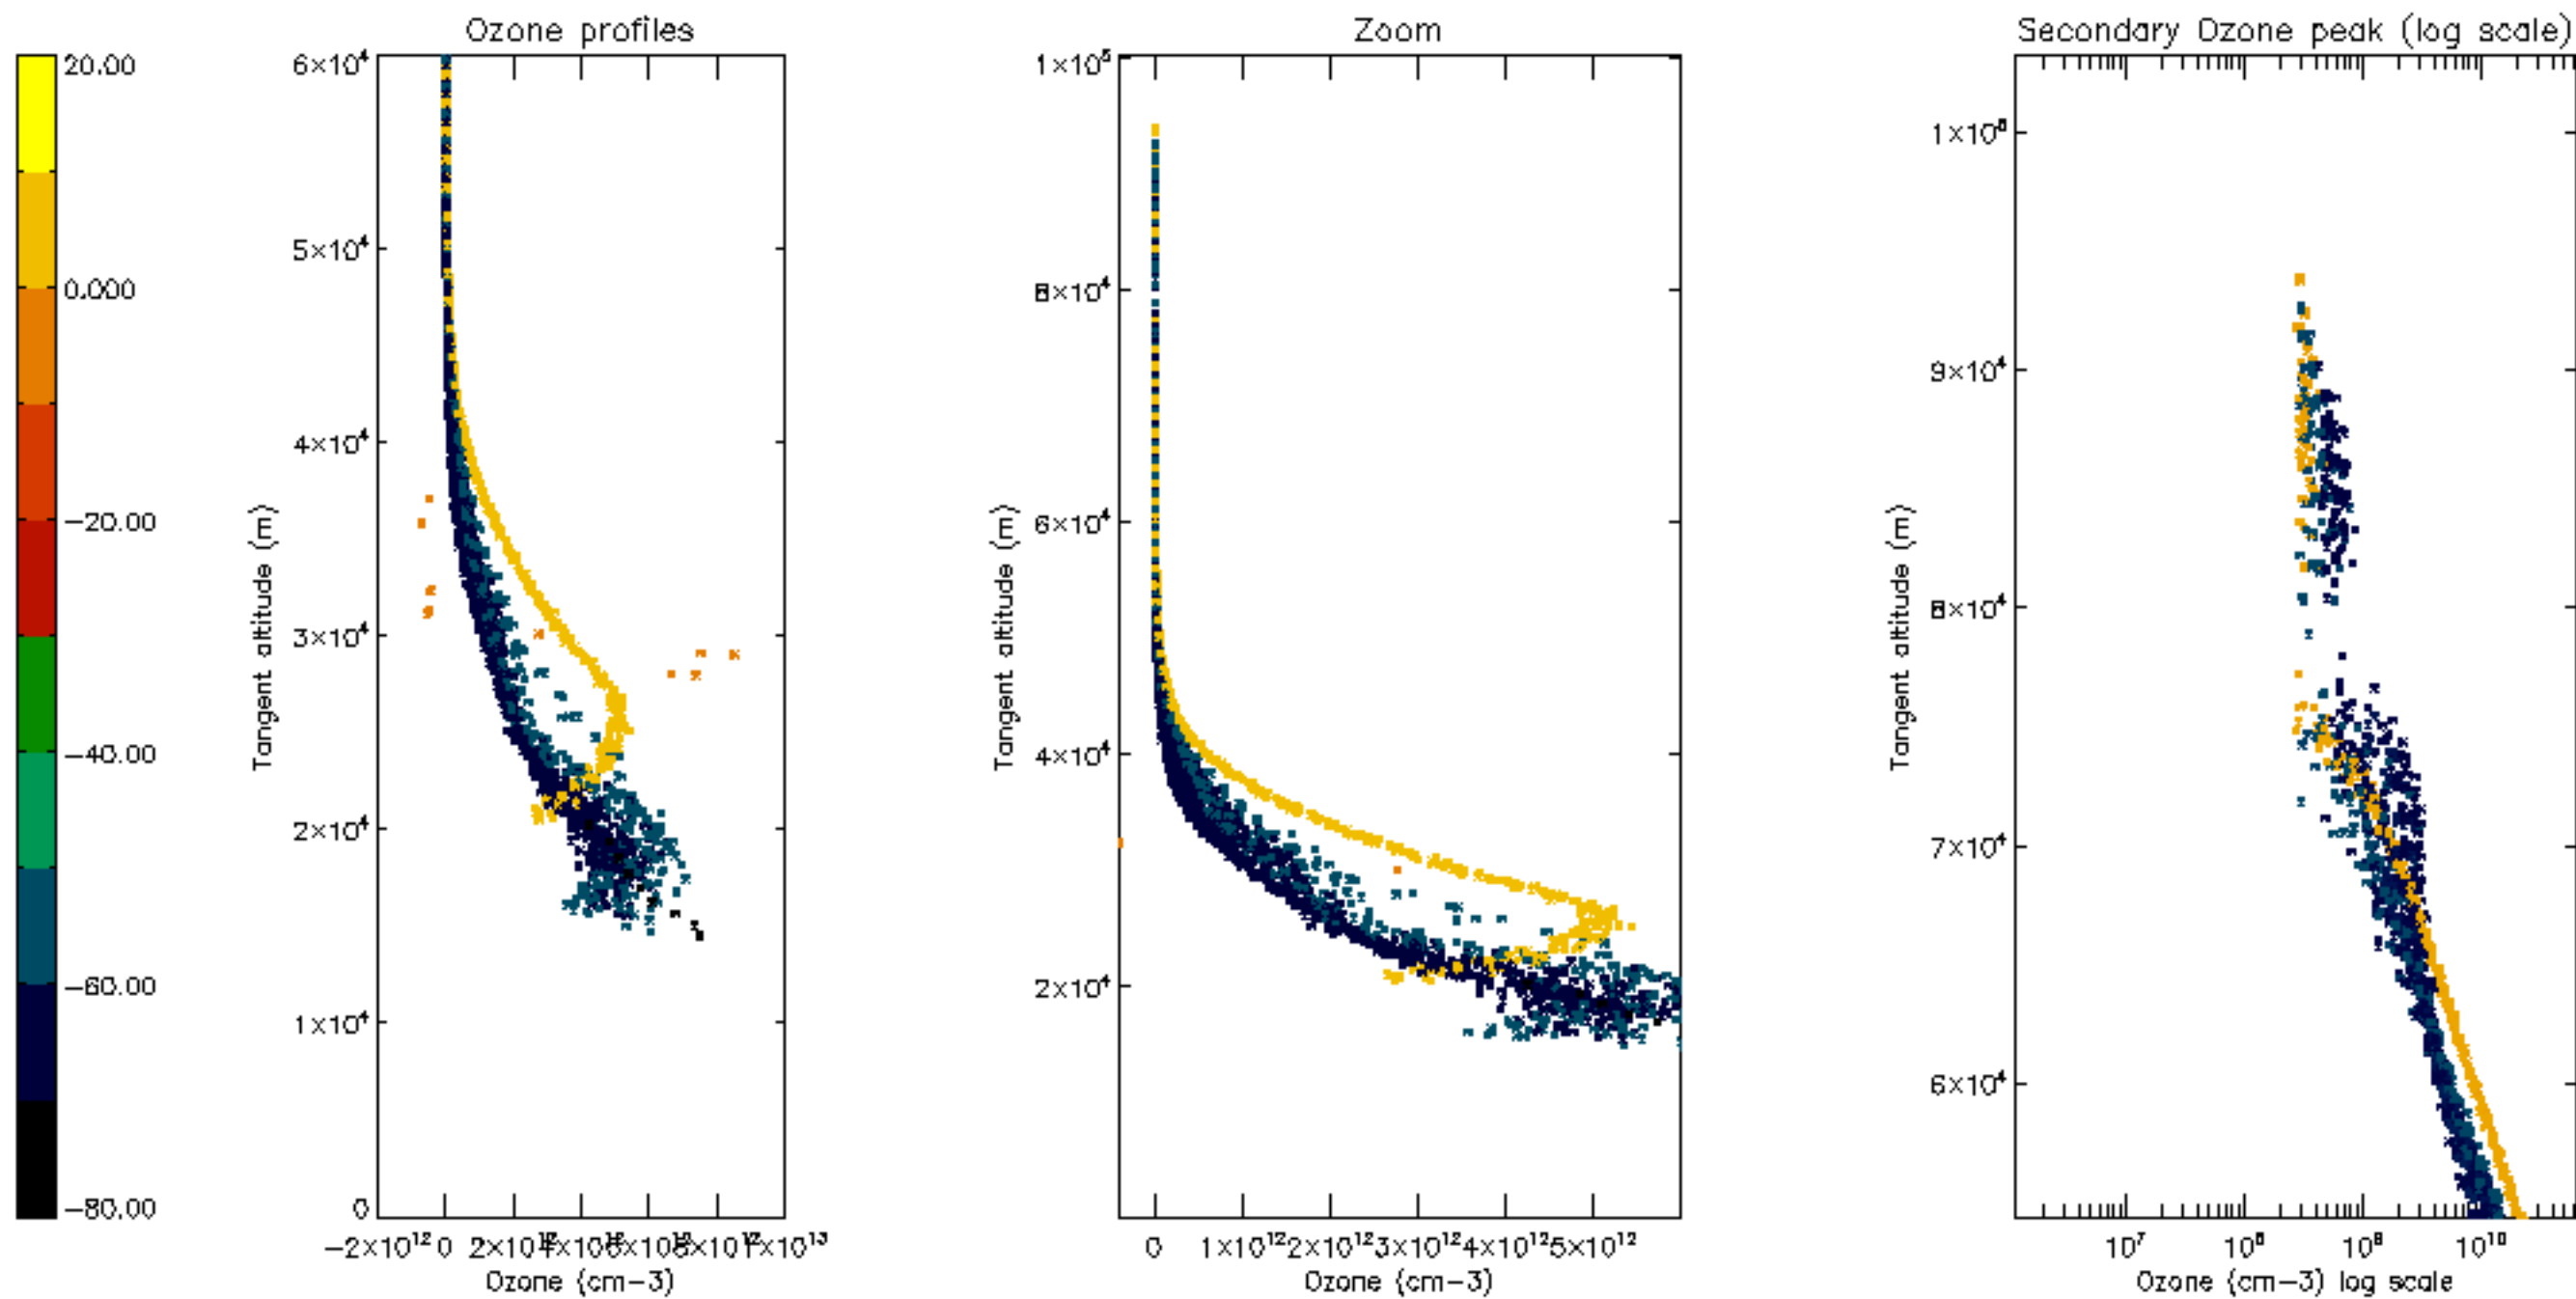 Ozone profiles
Zoom
Secondary Ozone peak (log scale)
20.00
0.000
−20.00
−40.00
−60.00
−80.00
6×10⁴
5×10⁴
4×10⁴
3×10⁴
2×10⁴
1×10⁴
0
Tangent altitude (m)
−2×10¹² 0
Ozone (cm−3)
1×10⁵
8×10⁴
6×10⁴
4×10⁴
2×10⁴
Tangent altitude (m)
0 1×10¹² 2×10¹² 3×10¹² 4×10¹² 5×10¹²
Ozone (cm−3)
9×10⁴
8×10⁴
7×10⁴
6×10⁴
Tangent altitude (m)
10⁷ 10⁸ 10⁹ 10¹⁰
Ozone (cm−3) log scale